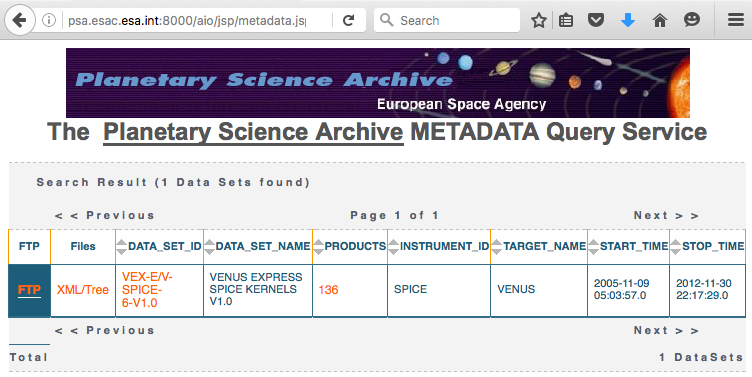 psa.esac.esa.int:8000/aio/jsp/metadata.js
Search
Planetary Science Archive
European Space Agency
The Planetary Science Archive METADATA Query Service
Search Result (1 Data Sets found)
< < Previous Page 1 of 1 Next > >
FTP Files DATA_SET_ID DATA_SET_NAME PRODUCTS INSTRUMENT_ID TARGET_NAME START_TIME STOP_TIME
FTP XML/Tree VEX-E/V-SPICE-6-V1.0 VENUS EXPRESS SPICE KERNELS V1.0 136 SPICE VENUS 2005-11-09 05:03:57.0 2012-11-30 22:17:29.0
< < Previous Next > >
Total 1 DataSets